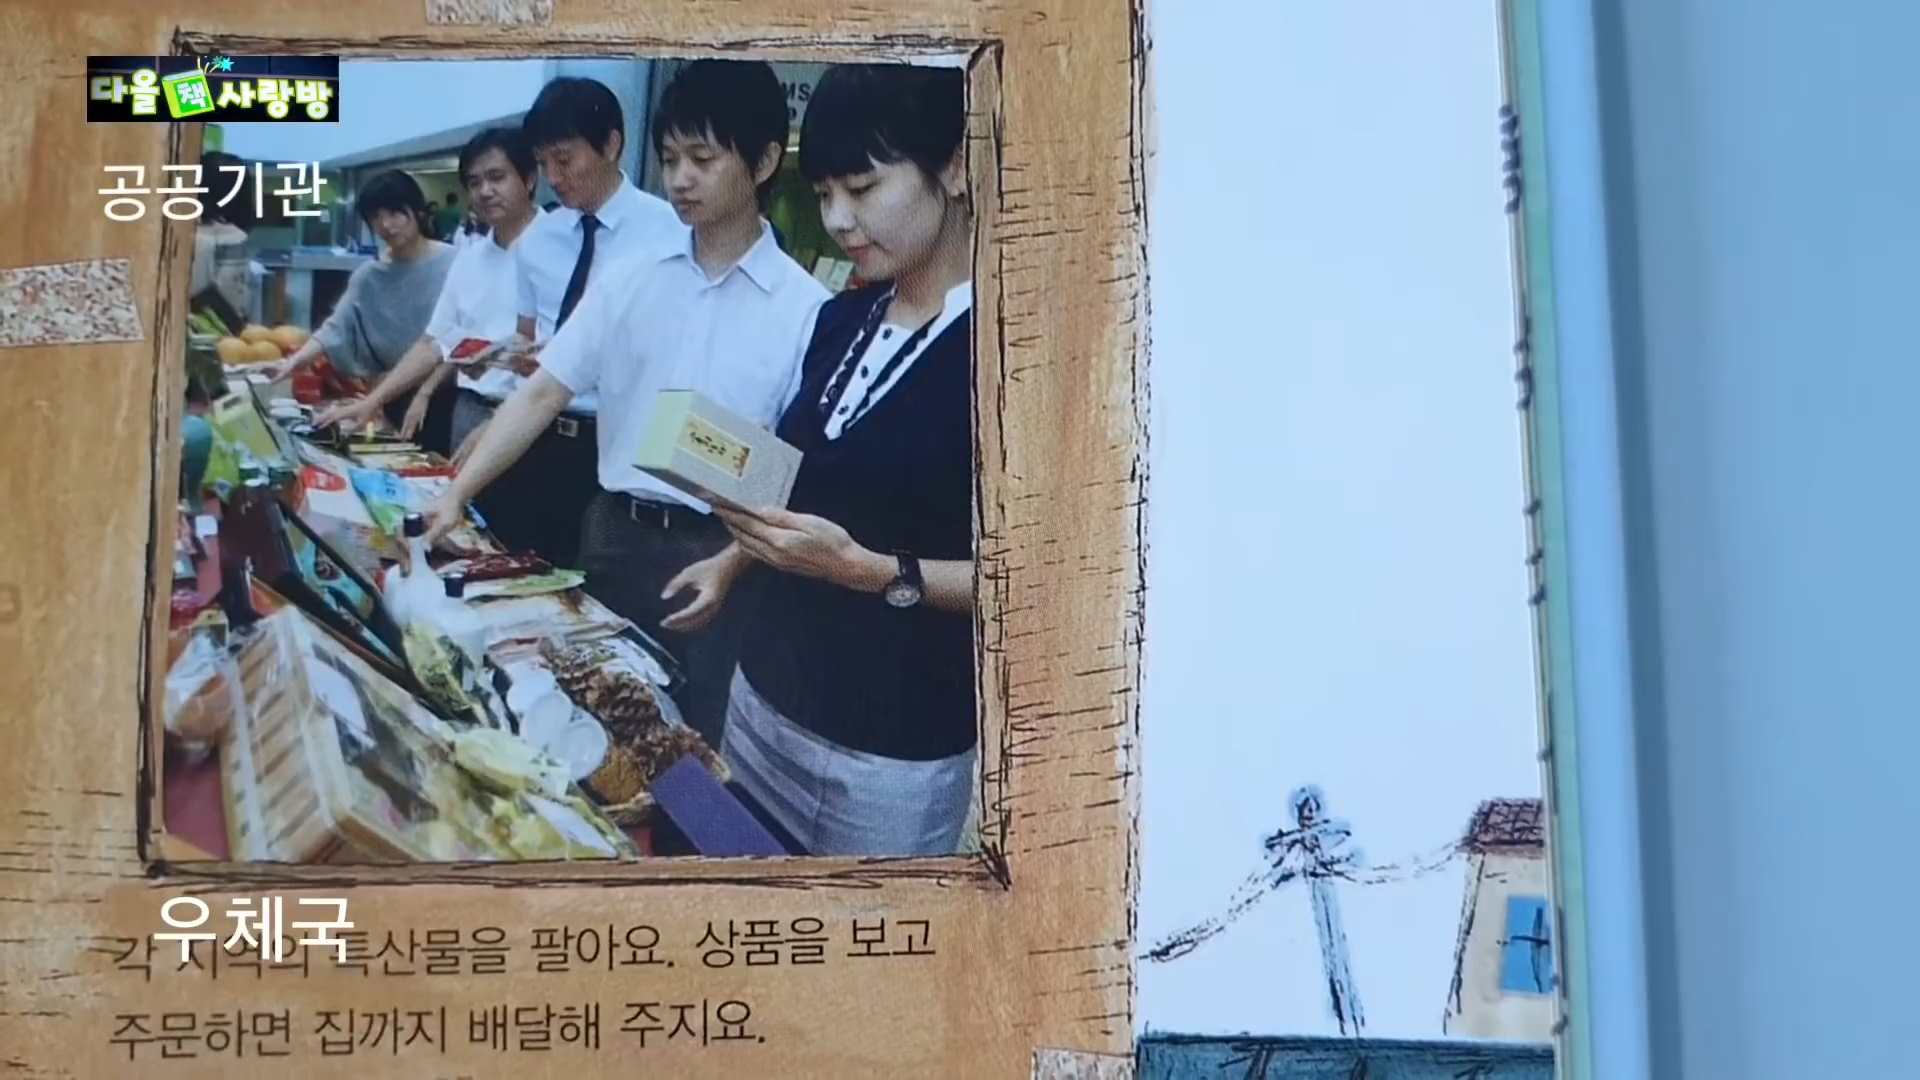 다올책사랑방
공공기관
우체국
각 지역의 특산물을 팔아요. 상품을 보고
주문하면 집까지 배달해 주지요.